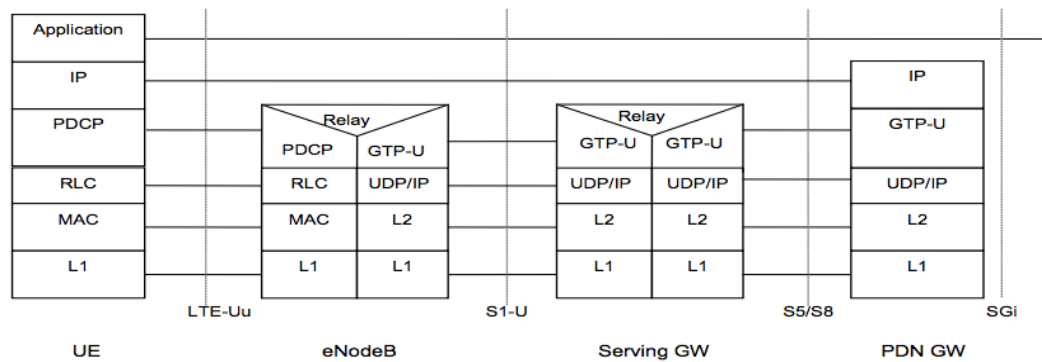 Application
IP IP
Relay Relay
PDCP PDCP GTP-U GTP-U GTP-U GTP-U
RLC RLC UDP/IP UDP/IP UDP/IP UDP/IP
MAC MAC L2 L2 L2 L2
L1 L1 L1 L1 L1 L1
LTE-Uu S1-U S5/S8 SGi
UE eNodeB Serving GW PDN GW